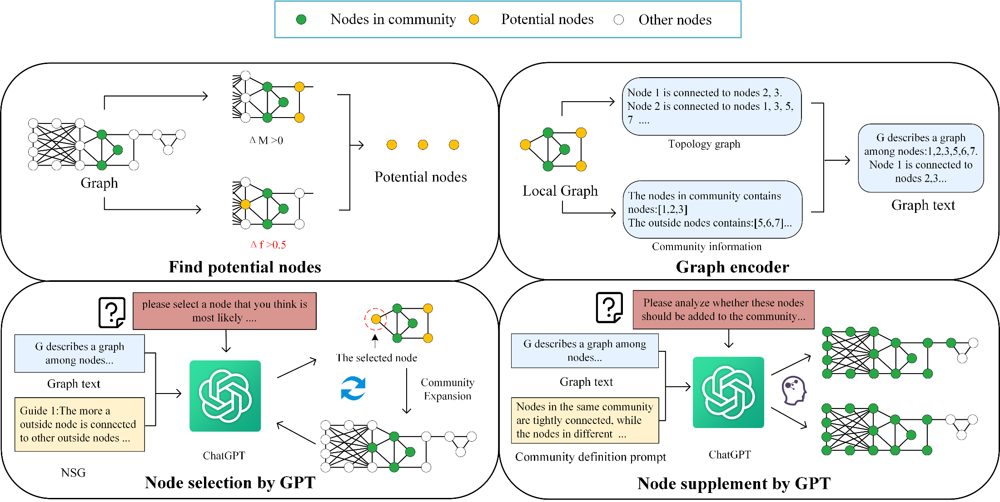 Nodes in community
Potential nodes
Other nodes
Graph
Δ M >0
Δ f >0.5
Potential nodes
Find potential nodes
Local Graph
Node 1 is connected to nodes 2, 3.
Node 2 is connected to nodes 1, 3, 5,
7 ....
Topology graph
The nodes in community contains
nodes:[1,2,3]
The outside nodes contains:[5,6,7]...
Community information
G describes a graph
among nodes:1,2,3,5,6,7.
Node 1 is connected to
nodes 2,3...
Graph text
Graph encoder
please select a node that you think is
most likely ....
G describes a graph
among nodes...
Graph text
Guide 1:The more a
outside node is connected
to other outside nodes ...
NSG
ChatGPT
The selected node
Community
Expansion
Node selection by GPT
Please analyze whether these nodes
should be added to the community...
G describes a graph among
nodes...
Graph text
Nodes in the same community
are tightly connected, while
the nodes in different ...
Community definition prompt
ChatGPT
Node supplement by GPT